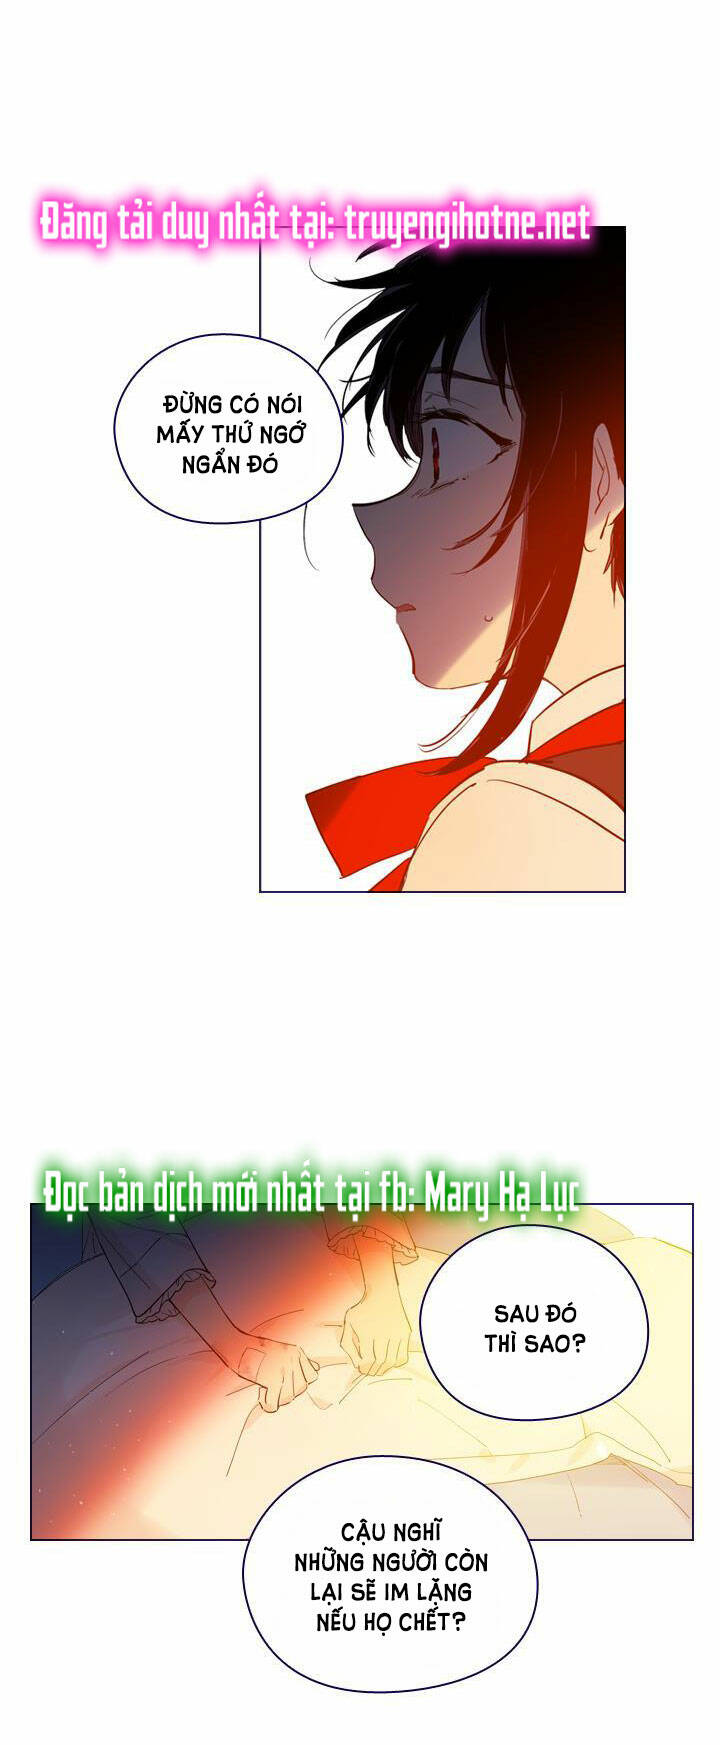 Đăng tải duy nhất tại: truyengihotne.net
ĐỪNG CÓ NÓI
MẤY THỨ NGỚ
NGẨN ĐÓ
Đọc bản dịch mới nhất tại fb: Mary Hạ Lục
SAU ĐÓ
THÌ SAO?
CẬU NGHĨ
NHỮNG NGƯỜI CÒN
LẠI SẼ IM LẶNG
NẾU HỌ CHẾT?